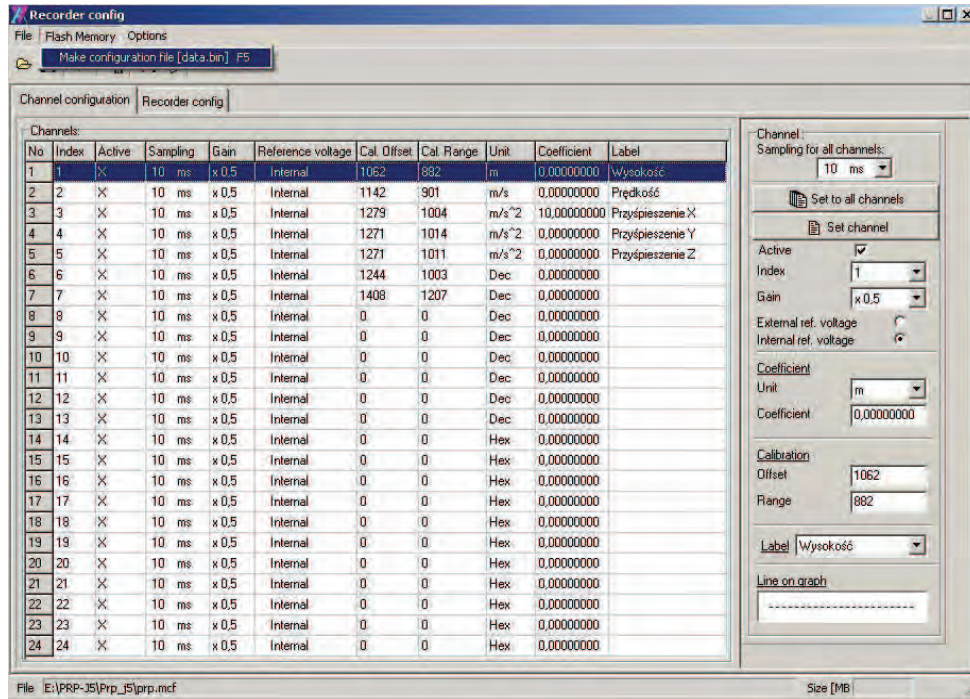 Recorder config
File Flash Memory Options
Make configuration file [data.bin] F5
Channel configuration Recorder config
Channels:
No Index Active Sampling Gain Reference voltage Cal. Offset Cal. Range Unit Coefficient Label
1 1 X 10 ms x 0,5 Internal 1062 882 m 0,00000000 Wysokość
2 2 X 10 ms x 0,5 Internal 1142 901 m/s 0,00000000 Prędkość
3 3 X 10 ms x 0,5 Internal 1279 1004 m/s^2 10,00000000 Przyśpieszenie X
4 4 X 10 ms x 0,5 Internal 1271 1014 m/s^2 0,00000000 Przyśpieszenie Y
5 5 X 10 ms x 0,5 Internal 1271 1011 m/s^2 0,00000000 Przyśpieszenie Z
6 6 X 10 ms x 0,5 Internal 1244 1003 Dec 0,00000000
7 7 X 10 ms x 0,5 Internal 1408 1207 Dec 0,00000000
8 8 X 10 ms x 0,5 Internal 0 0 Dec 0,00000000
9 9 X 10 ms x 0,5 Internal 0 0 Dec 0,00000000
10 10 X 10 ms x 0,5 Internal 0 0 Dec 0,00000000
11 11 X 10 ms x 0,5 Internal 0 0 Dec 0,00000000
12 12 X 10 ms x 0,5 Internal 0 0 Dec 0,00000000
13 13 X 10 ms x 0,5 Internal 0 0 Dec 0,00000000
14 14 X 10 ms x 0,5 Internal 0 0 Hex 0,00000000
15 15 X 10 ms x 0,5 Internal 0 0 Hex 0,00000000
16 16 X 10 ms x 0,5 Internal 0 0 Hex 0,00000000
17 17 X 10 ms x 0,5 Internal 0 0 Hex 0,00000000
18 18 X 10 ms x 0,5 Internal 0 0 Hex 0,00000000
19 19 X 10 ms x 0,5 Internal 0 0 Hex 0,00000000
20 20 X 10 ms x 0,5 Internal 0 0 Hex 0,00000000
21 21 X 10 ms x 0,5 Internal 0 0 Hex 0,00000000
22 22 X 10 ms x 0,5 Internal 0 0 Hex 0,00000000
23 23 X 10 ms x 0,5 Internal 0 0 Hex 0,00000000
24 24 X 10 ms x 0,5 Internal 0 0 Hex 0,00000000
Channel:
Sampling for all channels:
10 ms
Set to all channels
Set channel
Active
Index 1
Gain x 0,5
External ref. voltage
Internal ref. voltage
Coefficient
Unit m
Coefficient 0,00000000
Calibration
Offset 1062
Range 882
Label Wysokość
Line on graph
File E:\PRP-J5\Prp_j5\prp.mcf Size [MB